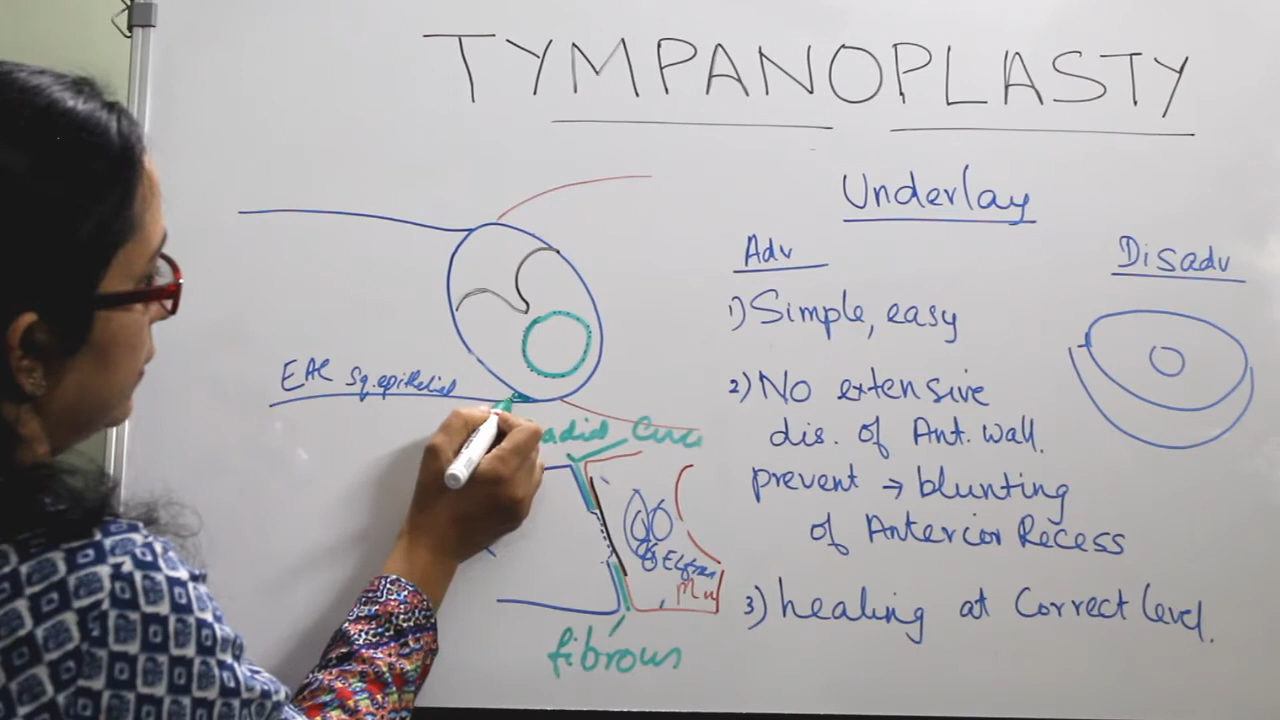 TYMPANOPLASTY
Underlay
Adv
Disadv
1) Simple, easy
2) No extensive
dis. of Ant. wall.
prevent → blunting
of Anterior Recess
3) healing at Correct level.
EAC Sq. epithelial
fibrous